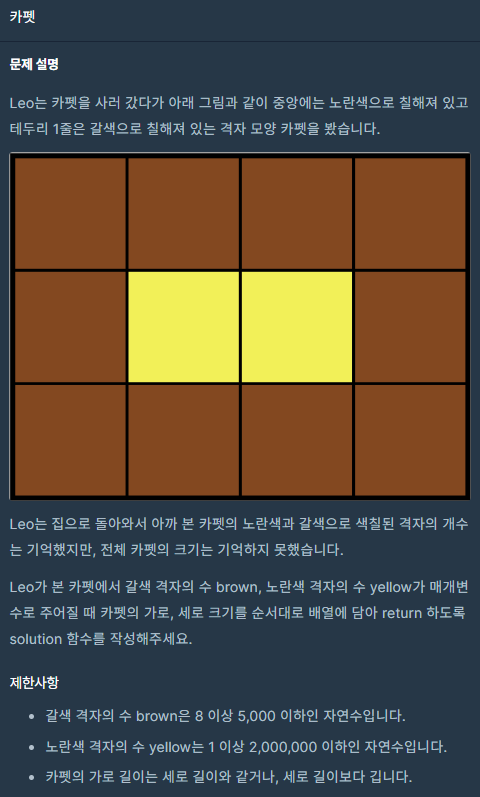 카펫
문제 설명
Leo는 카펫을 사러 갔다가 아래 그림과 같이 중앙에는 노란색으로 칠해져 있고
테두리 1줄은 갈색으로 칠해져 있는 격자 모양 카펫을 봤습니다.
Leo는 집으로 돌아와서 아까 본 카펫의 노란색과 갈색으로 색칠된 격자의 개수
는 기억했지만, 전체 카펫의 크기는 기억하지 못했습니다.
Leo가 본 카펫에서 갈색 격자의 수 brown, 노란색 격자의 수 yellow가 매개변
수로 주어질 때 카펫의 가로, 세로 크기를 순서대로 배열에 담아 return 하도록
solution 함수를 작성해주세요.
제한사항
• 갈색 격자의 수 brown은 8 이상 5,000 이하인 자연수입니다.
• 노란색 격자의 수 yellow는 1 이상 2,000,000 이하인 자연수입니다.
• 카펫의 가로 길이는 세로 길이와 같거나, 세로 길이보다 깁니다.